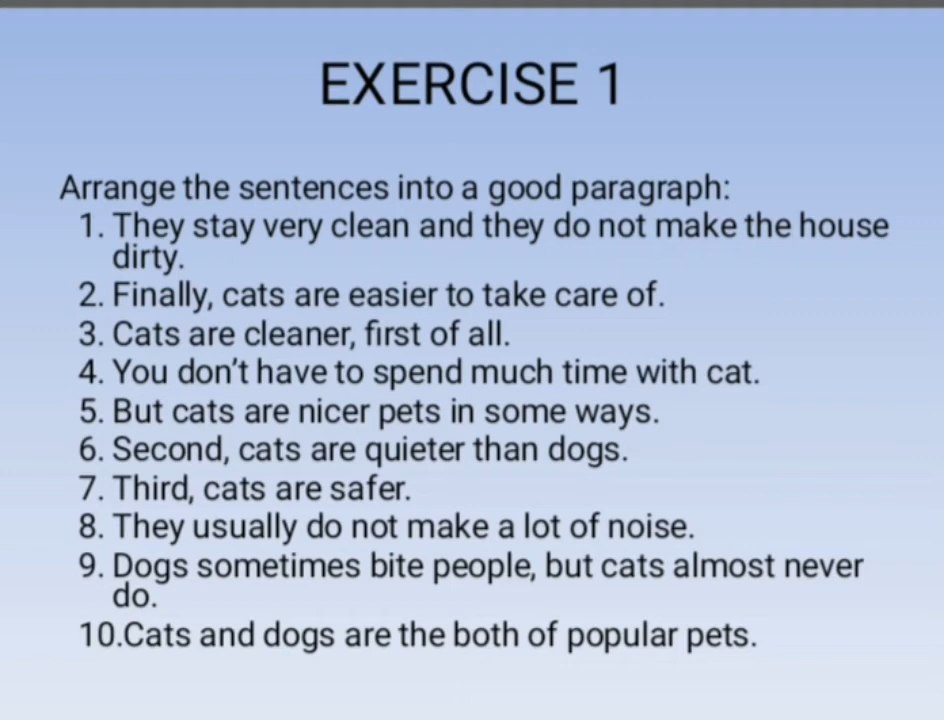 EXERCISE 1
Arrange the sentences into a good paragraph:
1. They stay very clean and they do not make the house
dirty.
2. Finally, cats are easier to take care of.
3. Cats are cleaner, first of all.
4. You don't have to spend much time with cat.
5. But cats are nicer pets in some ways.
6. Second, cats are quieter than dogs.
7. Third, cats are safer.
8. They usually do not make a lot of noise.
9. Dogs sometimes bite people, but cats almost never
do.
10.Cats and dogs are the both of popular pets.